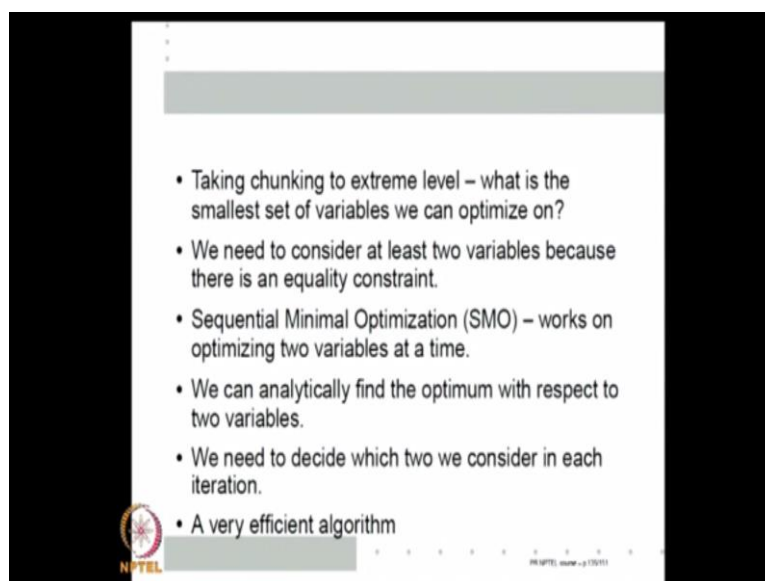 • Taking chunking to extreme level – what is the
smallest set of variables we can optimize on?
• We need to consider at least two variables because
there is an equality constraint.
• Sequential Minimal Optimization (SMO) – works on
optimizing two variables at a time.
• We can analytically find the optimum with respect to
two variables.
• We need to decide which two we consider in each
iteration.
• A very efficient algorithm
NPTEL
PR NPTEL course –